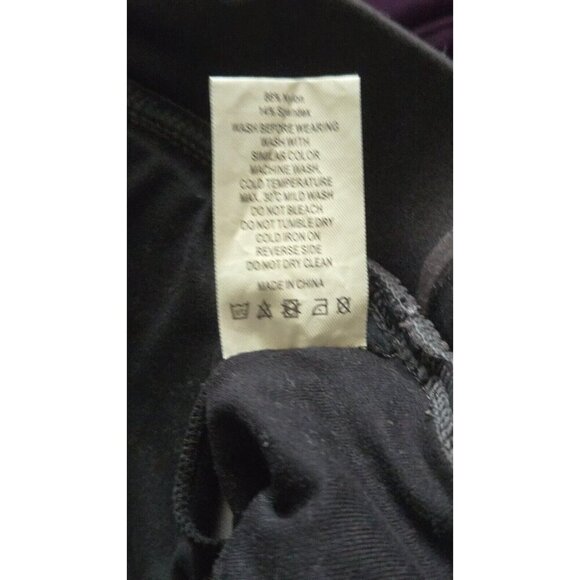 86% Nylon
14% Spandex
WASH BEFORE WEARING
WASH WITH
SIMILAR COLOR
MACHINE WASH,
COLD TEMPERATURE
MAX. 30°C MILD WASH
DO NOT BLEACH
DO NOT TUMBLE DRY
COLD IRON ON
REVERSE SIDE
DO NOT DRY CLEAN
MADE IN CHINA